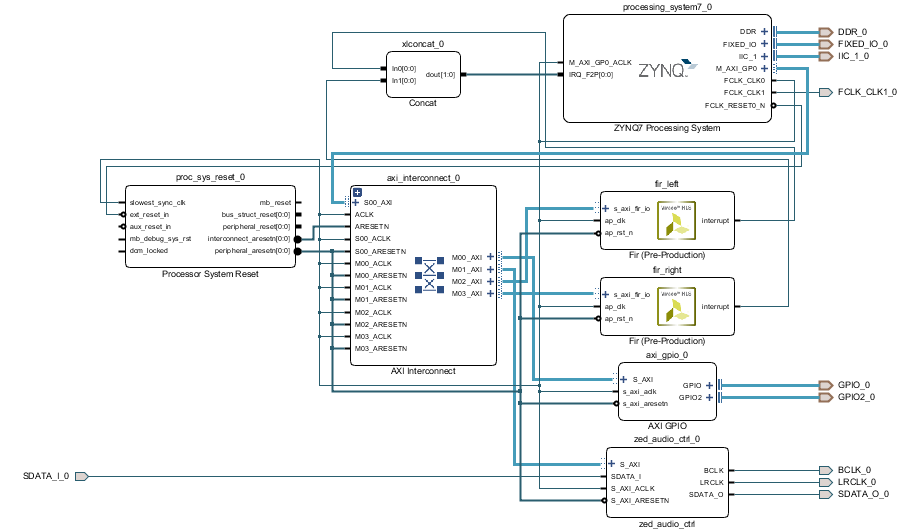 processing_system7_0
DDR
FIXED_IO
IIC_1
M_AXI_GP0
FCLK_CLK0
FCLK_CLK1
FCLK_RESET0_N
M_AXI_GP0_ACLK
IRQ_F2P[0:0]
ZYNQ
ZYNQ7 Processing System
DDR_0
FIXED_IO_0
IIC_1_0
FCLK_CLK1_0
xlconcat_0
In0[0:0]
In1[0:0]
dout[1:0]
Concat
proc_sys_reset_0
slowest_sync_clk
ext_reset_in
aux_reset_in
mb_debug_sys_rst
dcm_locked
mb_reset
bus_struct_reset[0:0]
peripheral_reset[0:0]
interconnect_aresetn[0:0]
peripheral_aresetn[0:0]
Processor System Reset
axi_interconnect_0
S00_AXI
ACLK
ARESETN
S00_ACLK
S00_ARESETN
M00_ACLK
M00_ARESETN
M01_ACLK
M01_ARESETN
M02_ACLK
M02_ARESETN
M03_ACLK
M03_ARESETN
M00_AXI
M01_AXI
M02_AXI
M03_AXI
AXI Interconnect
fir_left
s_axi_fir_io
ap_clk
ap_rst_n
interrupt
Fir (Pre-Production)
fir_right
s_axi_fir_io
ap_clk
ap_rst_n
interrupt
Fir (Pre-Production)
axi_gpio_0
S_AXI
s_axi_aclk
s_axi_aresetn
GPIO
GPIO2
AXI GPIO
GPIO_0
GPIO2_0
zed_audio_ctrl_0
S_AXI
SDATA_I
S_AXI_ACLK
S_AXI_ARESETN
BCLK
LRCLK
SDATA_O
zed_audio_ctrl
SDATA_I_0
BCLK_0
LRCLK_0
SDATA_O_0